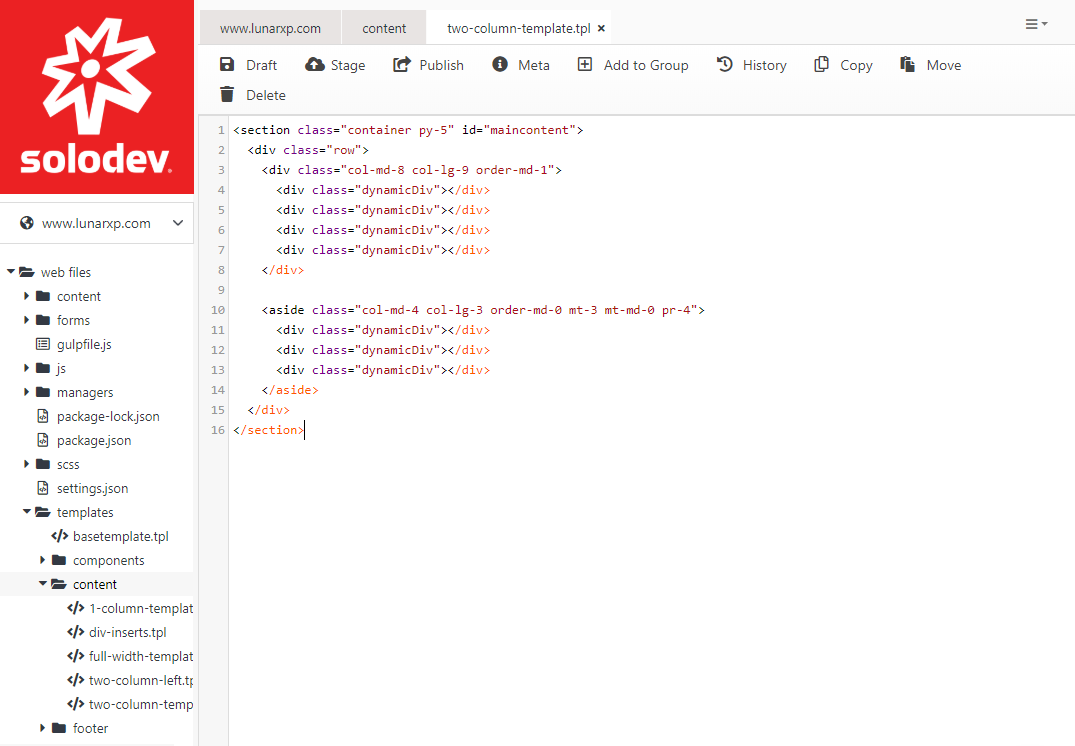 solodev
www.lunarxp.com
web files
content
forms
gulpfile.js
js
managers
package-lock.json
package.json
scss
settings.json
templates
basetemplate.tpl
components
content
1-column-templat
div-inserts.tpl
full-width-templat
two-column-left.tp
two-column-temp
footer
www.lunarxp.com content two-column-template.tpl ×
Draft Stage Publish Meta Add to Group History Copy Move
Delete
1 <section class="container py-5" id="maincontent">
2 <div class="row">
3 <div class="col-md-8 col-lg-9 order-md-1">
4 <div class="dynamicDiv"></div>
5 <div class="dynamicDiv"></div>
6 <div class="dynamicDiv"></div>
7 <div class="dynamicDiv"></div>
8 </div>
9
10 <aside class="col-md-4 col-lg-3 order-md-0 mt-3 mt-md-0 pr-4">
11 <div class="dynamicDiv"></div>
12 <div class="dynamicDiv"></div>
13 <div class="dynamicDiv"></div>
14 </aside>
15 </div>
16 </section>